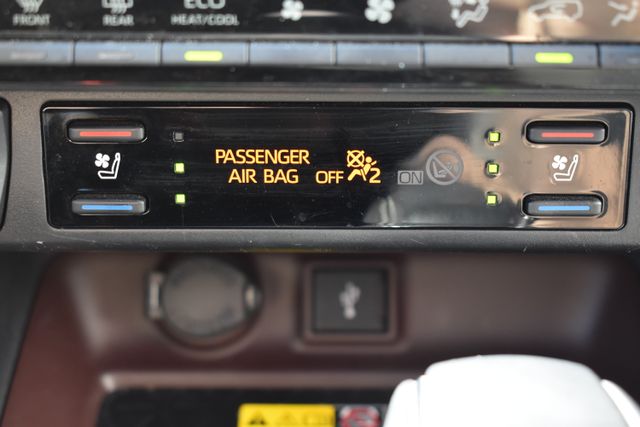 FRONT
REAR
ECO
HEAT/COOL
PASSENGER
AIR BAG OFF 2 ON